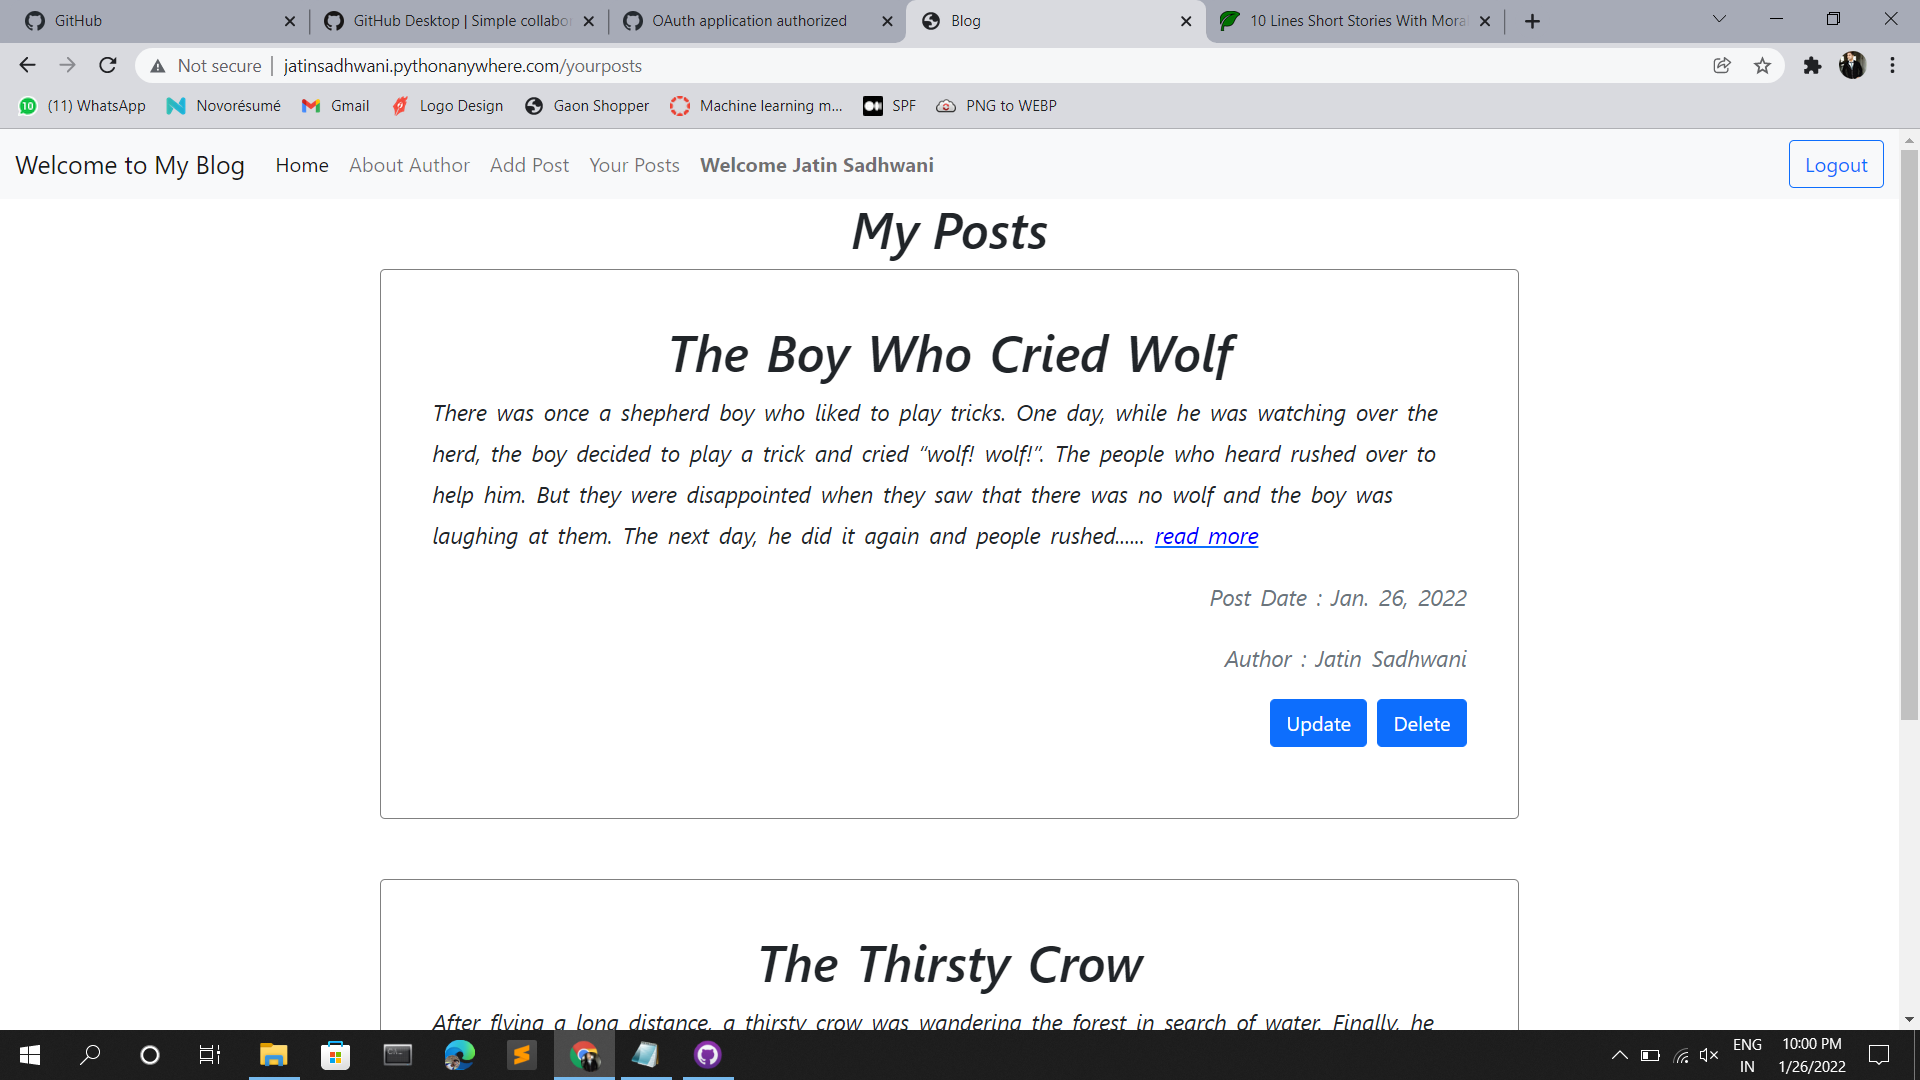 GitHub
GitHub Desktop | Simple collabor
OAuth application authorized
Blog
10 Lines Short Stories With Mora
Not secure
jatinsadhwani.pythonanywhere.com/yourposts
10 (11) WhatsApp
Novorésumé
Gmail
Logo Design
Gaon Shopper
Machine learning m...
SPF
PNG to WEBP
Welcome to My Blog
Home
About Author
Add Post
Your Posts
Welcome Jatin Sadhwani
Logout
My Posts
The Boy Who Cried Wolf
There was once a shepherd boy who liked to play tricks. One day, while he was watching over the
herd, the boy decided to play a trick and cried “wolf! wolf!”. The people who heard rushed over to
help him. But they were disappointed when they saw that there was no wolf and the boy was
laughing at them. The next day, he did it again and people rushed...... read more
Post Date : Jan. 26, 2022
Author : Jatin Sadhwani
Update
Delete
The Thirsty Crow
After flying a long distance, a thirsty crow was wandering the forest in search of water. Finally, he
ENG
IN
10:00 PM
1/26/2022